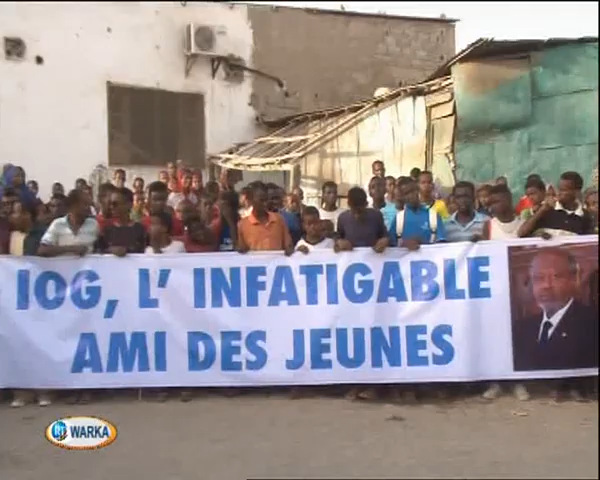 IOG, L' INFATIGABLE
AMI DES JEUNES
WARKA